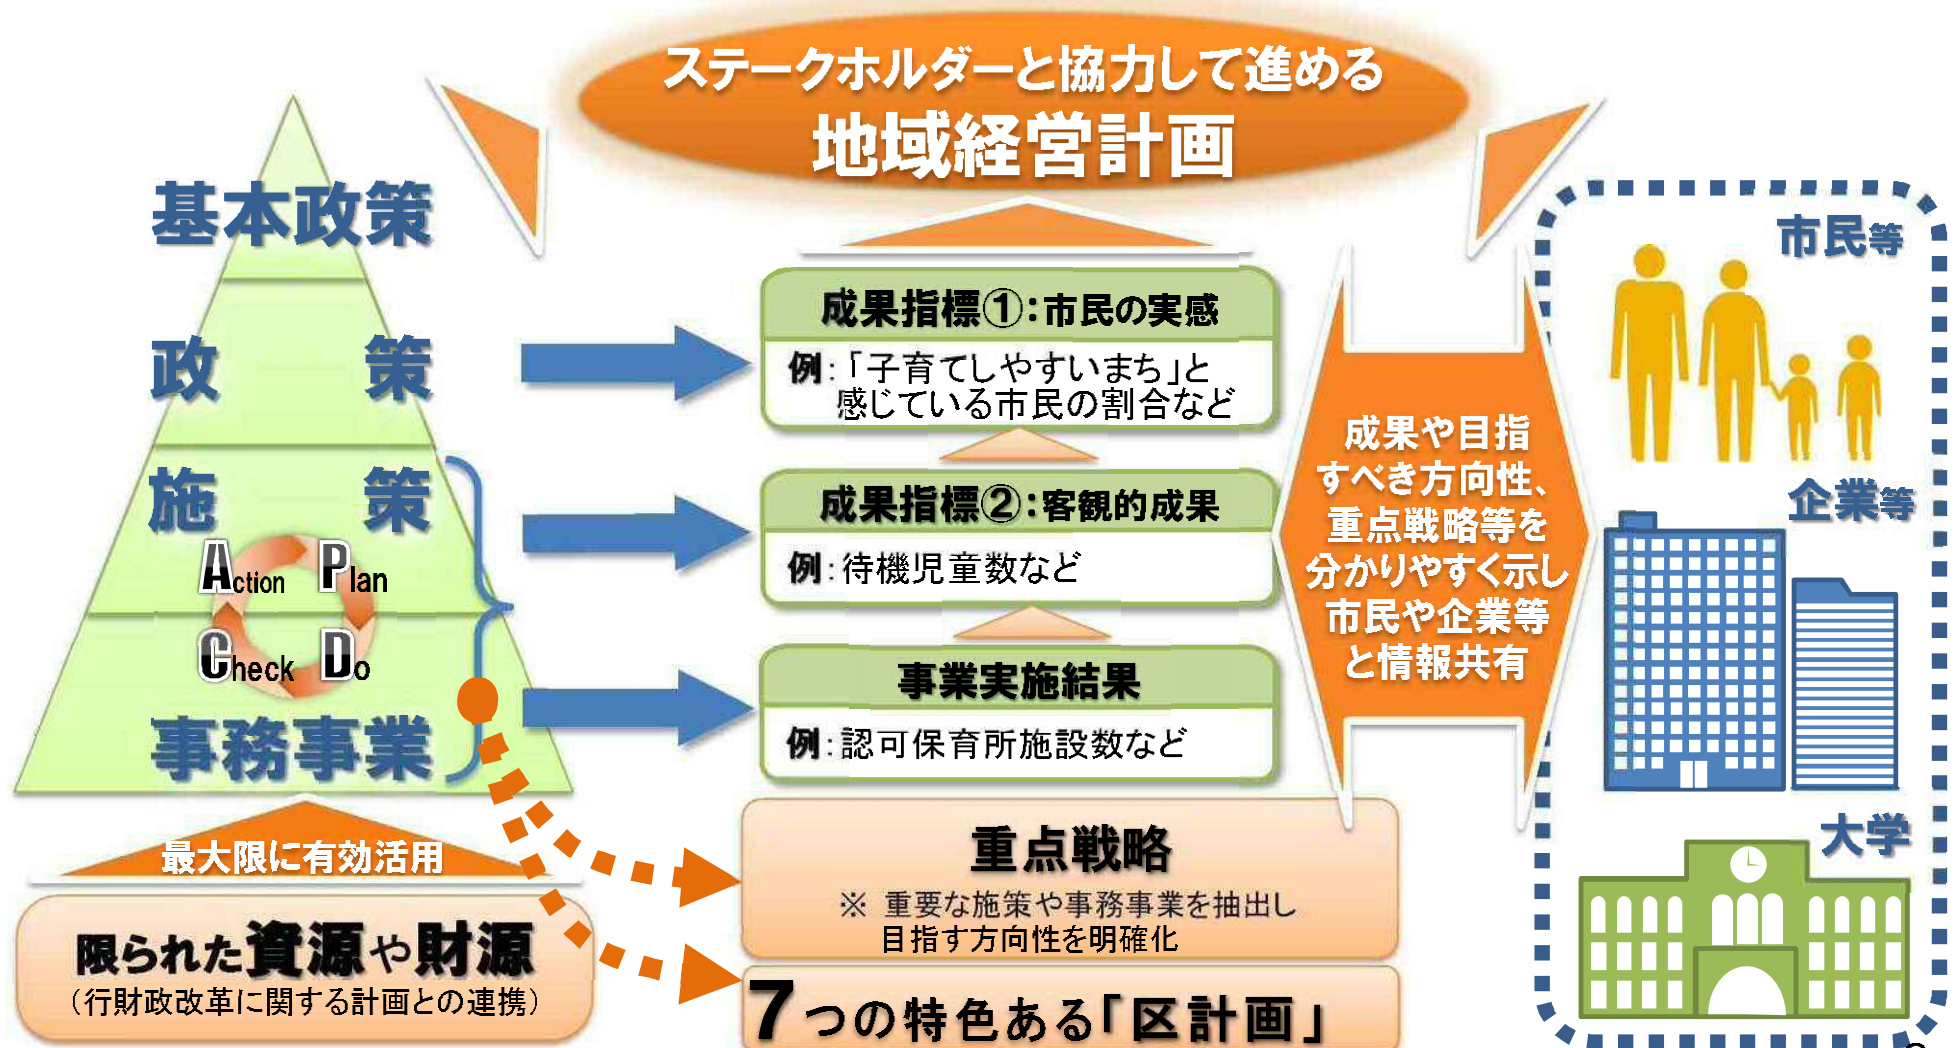 ステークホルダーと協力して進める
地域経営計画
基本政策
政策
施策
Action Plan
Check Do
事務事業
最大限に有効活用
限られた資源や財源
（行財政改革に関する計画との連携）
成果指標①：市民の実感
例：「子育てしやすいまち」と
感じている市民の割合など
成果指標②：客観的成果
例：待機児童数など
事業実施結果
例：認可保育所施設数など
重点戦略
※ 重要な施策や事務事業を抽出し
目指す方向性を明確化
7つの特色ある「区計画」
成果や目指
すべき方向性、
重点戦略等を
分かりやすく示し
市民や企業等
と情報共有
市民等
企業等
大学